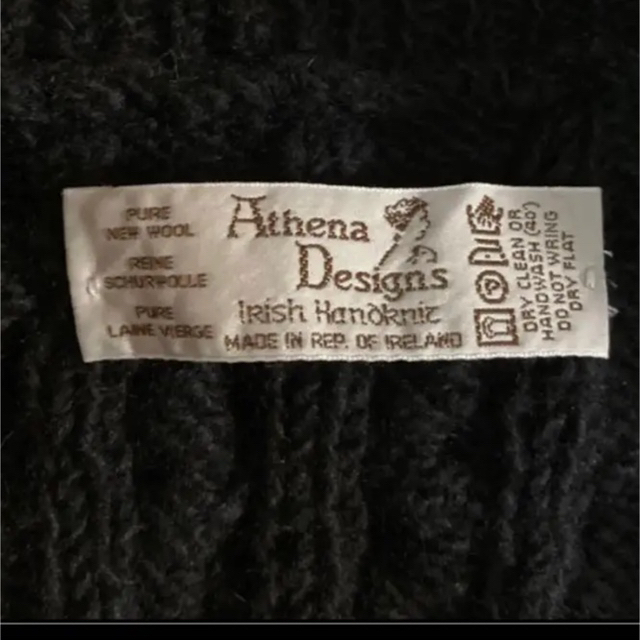 PURE
NEW WOOL
REINE
SCHURWOLLE
PURE
LAINE VIERGE
Athena
Designs
Irish Handknit
MADE IN REP. OF IRELAND
DRY CLEAN OR
HANDWASH (40°)
DO NOT WRING
DRY FLAT